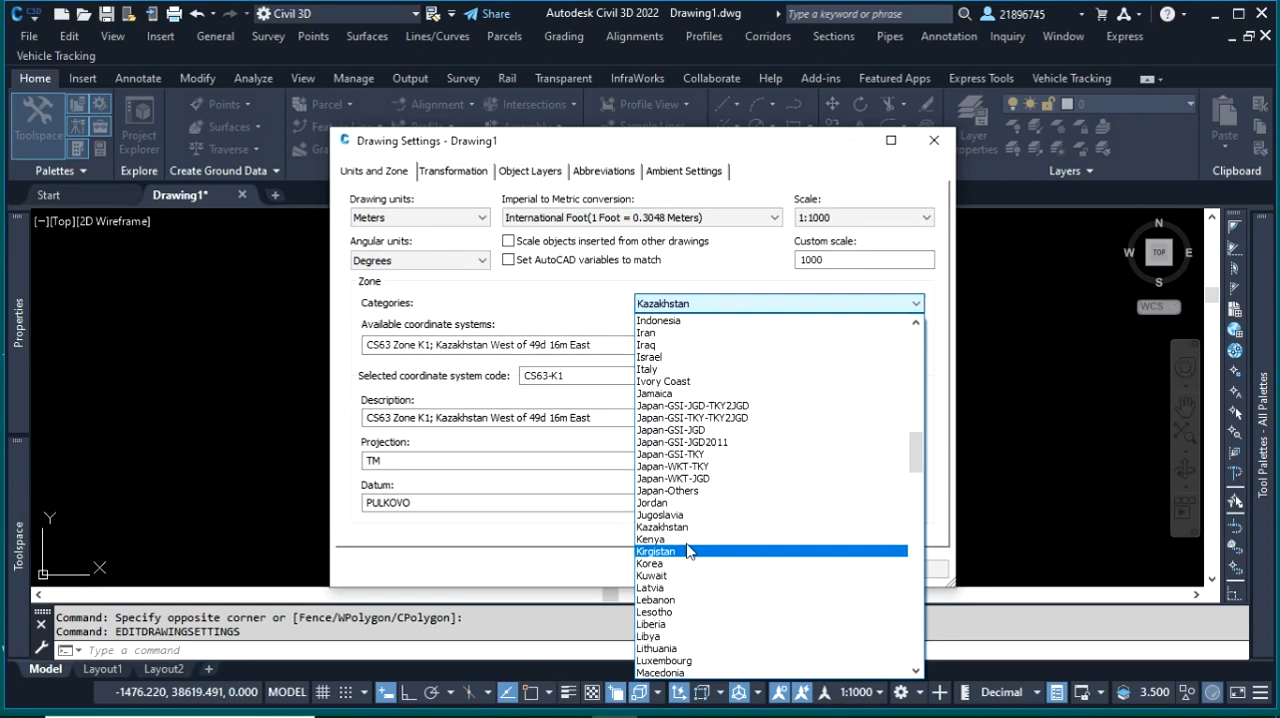 C 3D Civil 3D Share Autodesk Civil 3D 2022 Drawing1.dwg Type a keyword or phrase 21896745
File Edit View Insert General Survey Points Surfaces Lines/Curves Parcels Grading Alignments Profiles Corridors Sections Pipes Annotation Inquiry Window Express
Vehicle Tracking
Home Insert Annotate Modify Analyze View Manage Output Survey Rail Transparent InfraWorks Collaborate Help Add-ins Featured Apps Express Tools Vehicle Tracking
Points Parcel Alignment Intersections Profile View 0
Toolspace Project Explorer Surfaces Layer Paste
Traverse
Palettes Explore Create Ground Data Layers Clipboard
Drawing Settings - Drawing1
Units and Zone Transformation Object Layers Abbreviations Ambient Settings
Start Drawing1*
Drawing units: Imperial to Metric conversion: Scale:
Meters International Foot(1 Foot = 0.3048 Meters) 1:1000
[−][Top][2D Wireframe]
Angular units: Scale objects inserted from other drawings Custom scale:
Degrees Set AutoCAD variables to match 1000
N
W TOP E
S
WCS
Zone
Categories: Kazakhstan
Available coordinate systems:
CS63 Zone K1; Kazakhstan West of 49d 16m East
Selected coordinate system code: CS63-K1
Description:
CS63 Zone K1; Kazakhstan West of 49d 16m East
Projection:
TM
Datum:
PULKOVO
Indonesia
Iran
Iraq
Israel
Italy
Ivory Coast
Jamaica
Japan-GSI-JGD-TKY2JGD
Japan-GSI-TKY-TKY2JGD
Japan-GSI-JGD
Japan-GSI-JGD2011
Japan-GSI-TKY
Japan-WKT-TKY
Japan-WKT-JGD
Japan-Others
Jordan
Jugoslavia
Kazakhstan
Kenya
Kirgistan
Korea
Kuwait
Latvia
Lebanon
Lesotho
Liberia
Libya
Lithuania
Luxembourg
Macedonia
Properties
Toolspace
Tool Palettes - All Palettes
Y
X
Command: Specify opposite corner or [Fence/WPolygon/CPolygon]:
Command: EDITDRAWINGSETTINGS
Type a command
Model Layout1 Layout2 +
-1476.220, 38619.491, 0.000 MODEL 1:1000 Decimal 3.500